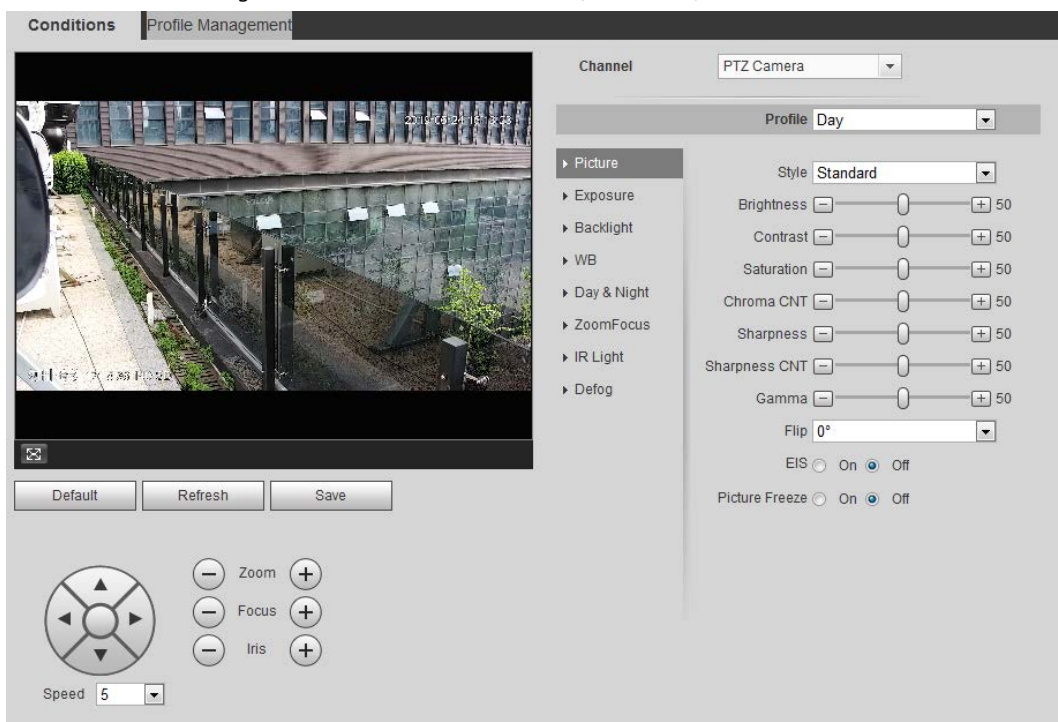 Conditions
Profile Management
Channel PTZ Camera
Profile Day
Picture
Exposure
Backlight
WB
Day & Night
ZoomFocus
IR Light
Defog
Style Standard
Brightness 50
Contrast 50
Saturation 50
Chroma CNT 50
Sharpness 50
Sharpness CNT 50
Gamma 50
Flip 0°
EIS On Off
Picture Freeze On Off
Default Refresh Save
Zoom
Focus
Iris
Speed 5